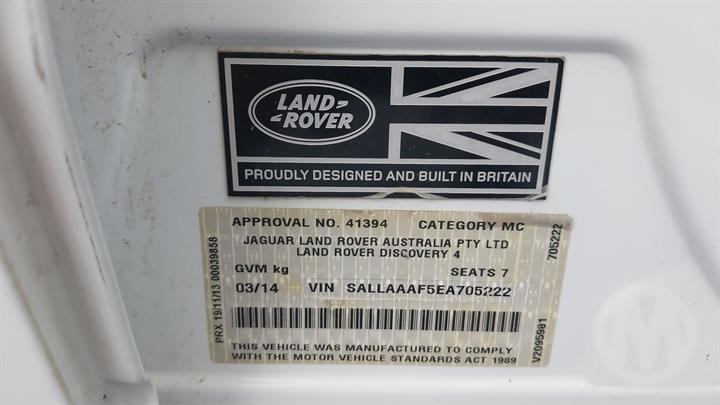 LAND-
-ROVER
PROUDLY DESIGNED AND BUILT IN BRITAIN
APPROVAL NO. 41394 CATEGORY MC
JAGUAR LAND ROVER AUSTRALIA PTY LTD
LAND ROVER DISCOVERY 4
GVM kg SEATS 7
03/14 VIN SALLAAAF5EA705222
THIS VEHICLE WAS MANUFACTURED TO COMPLY
WITH THE MOTOR VEHICLE STANDARDS ACT 1989
PRX 19/11/13 00039858
705222
V2095981
M